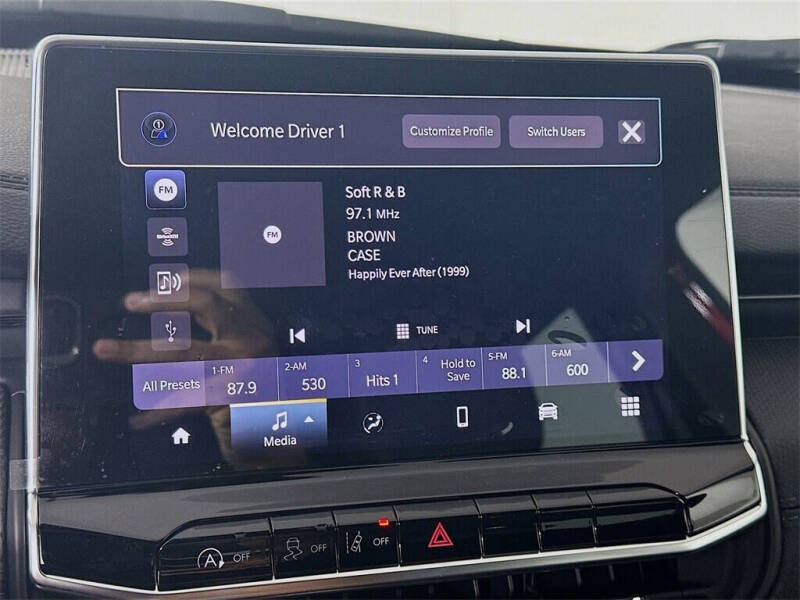 1 Welcome Driver 1 Customize Profile Switch Users X
FM
Soft R & B
97.1 MHz
FM
BROWN
CASE
Happily Ever After (1999)
TUNE
All Presets
1-FM
87.9
2-AM
530
3
Hits 1
4
Hold to
Save
5-FM
88.1
6-AM
600
Media
A OFF
OFF
OFF